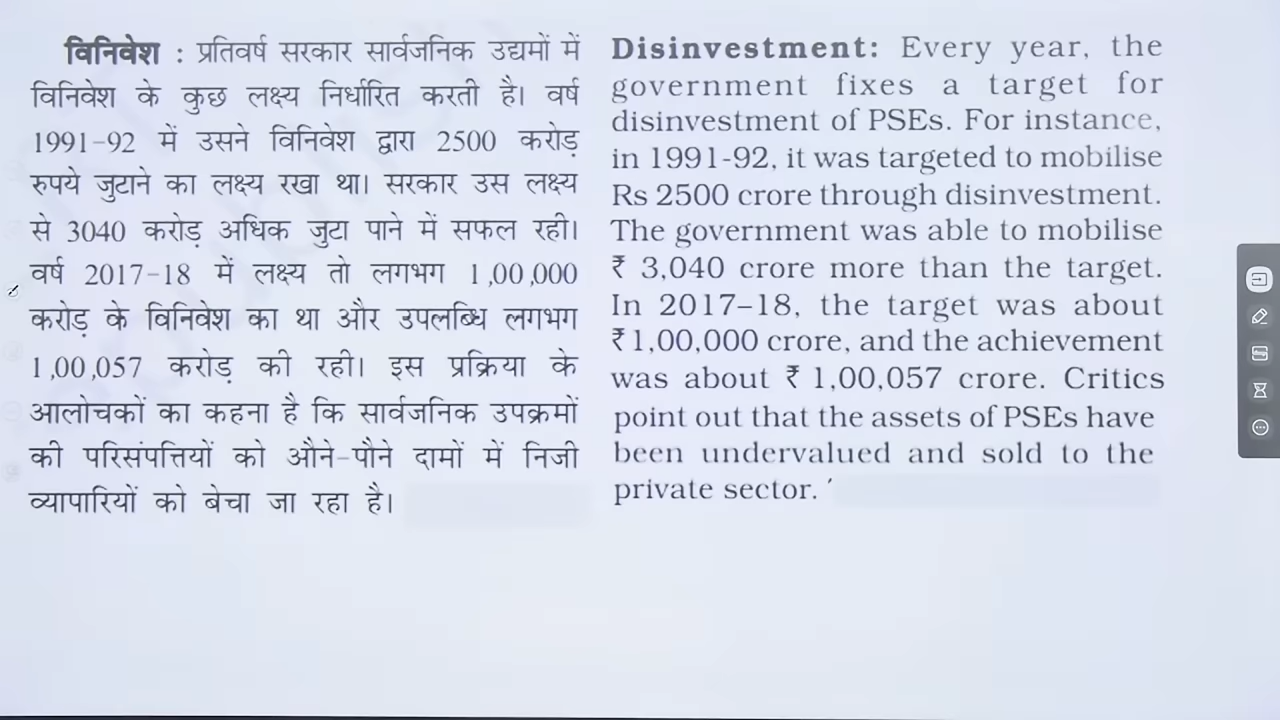 विनिवेश : प्रतिवर्ष सरकार सार्वजनिक उद्यमों में
विनिवेश के कुछ लक्ष्य निर्धारित करती है। वर्ष
1991-92 में उसने विनिवेश द्वारा 2500 करोड़
रुपये जुटाने का लक्ष्य रखा था। सरकार उस लक्ष्य
से 3040 करोड़ अधिक जुटा पाने में सफल रही।
वर्ष 2017-18 में लक्ष्य तो लगभग 1,00,000
करोड़ के विनिवेश का था और उपलब्धि लगभग
1,00,057 करोड़ की रही। इस प्रक्रिया के
आलोचकों का कहना है कि सार्वजनिक उपक्रमों
की परिसंपत्तियों को औने-पौने दामों में निजी
व्यापारियों को बेचा जा रहा है।
Disinvestment: Every year, the
government fixes a target for
disinvestment of PSEs. For instance,
in 1991-92, it was targeted to mobilise
Rs 2500 crore through disinvestment.
The government was able to mobilise
₹ 3,040 crore more than the target.
In 2017–18, the target was about
₹ 1,00,000 crore, and the achievement
was about ₹ 1,00,057 crore. Critics
point out that the assets of PSEs have
been undervalued and sold to the
private sector.